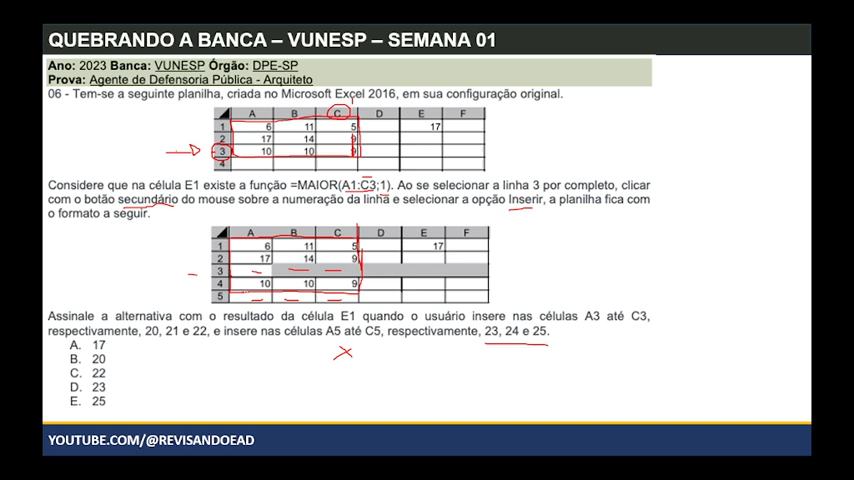 QUEBRANDO A BANCA – VUNESP – SEMANA 01
Ano: 2023 Banca: VUNESP Órgão: DPE-SP
Prova: Agente de Defensoria Pública - Arquiteto
06 - Tem-se a seguinte planilha, criada no Microsoft Excel 2016, em sua configuração original.
A B C D E F
1 6 11 5 17
2 17 14 9
3 10 10 9
4
Considere que na célula E1 existe a função =MAIOR(A1:C3;1). Ao se selecionar a linha 3 por completo, clicar
com o botão secundário do mouse sobre a numeração da linha e selecionar a opção Inserir, a planilha fica com
o formato a seguir.
A B C D E F
1 6 11 5 17
2 17 14 9
3
4 10 10 9
5
Assinale a alternativa com o resultado da célula E1 quando o usuário insere nas células A3 até C3,
respectivamente, 20, 21 e 22, e insere nas células A5 até C5, respectivamente, 23, 24 e 25.
A. 17
B. 20
C. 22
D. 23
E. 25
YOUTUBE.COM/@REVISANDOEAD